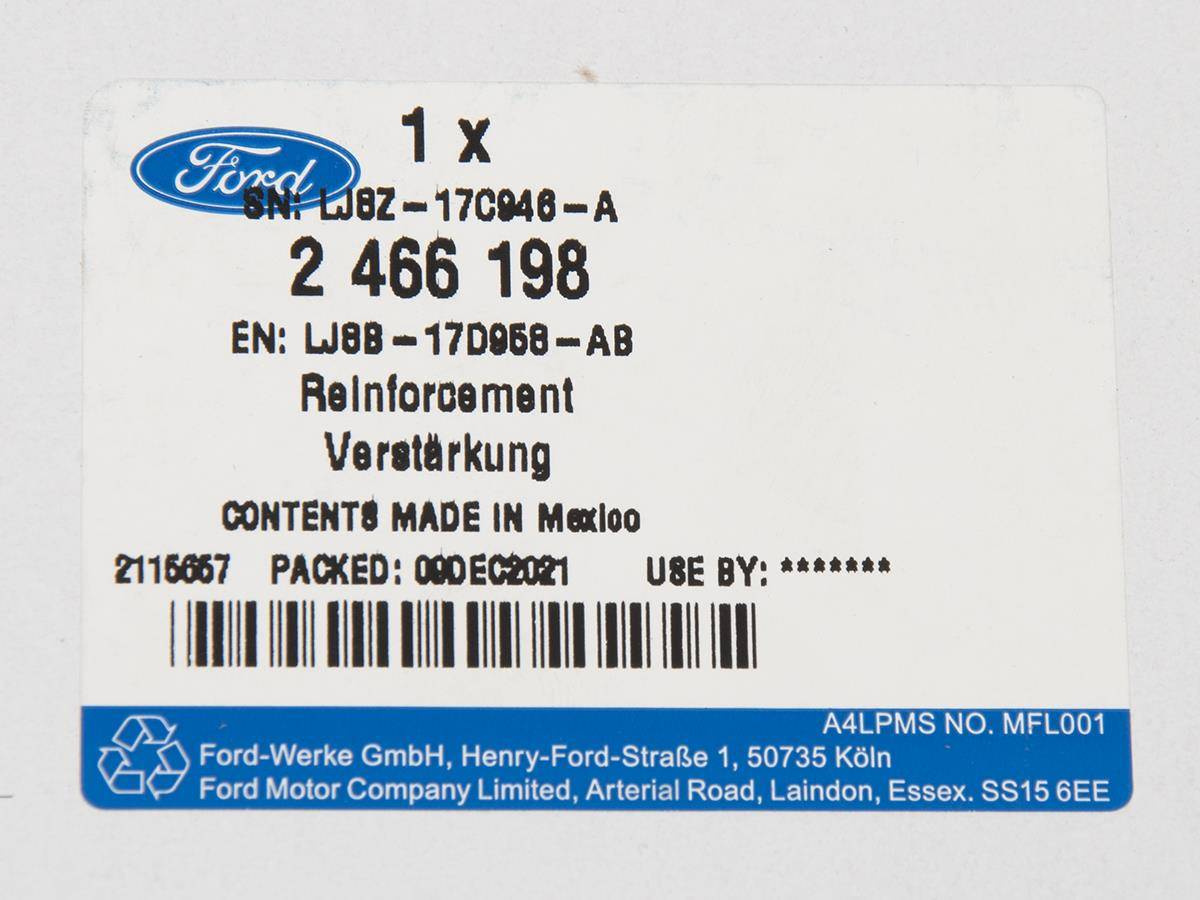 1 x
Ford
SN: LJ8Z-17C946-A
2 466 198
EN: LJ8B-17D958-AB
Reinforcement
Verstärkung
CONTENTS MADE IN Mexico
2115657 PACKED: 09DEC2021 USE BY: *******
A4LPMS NO. MFL001
Ford-Werke GmbH, Henry-Ford-Straße 1, 50735 Köln
Ford Motor Company Limited, Arterial Road, Laindon, Essex. SS15 6EE